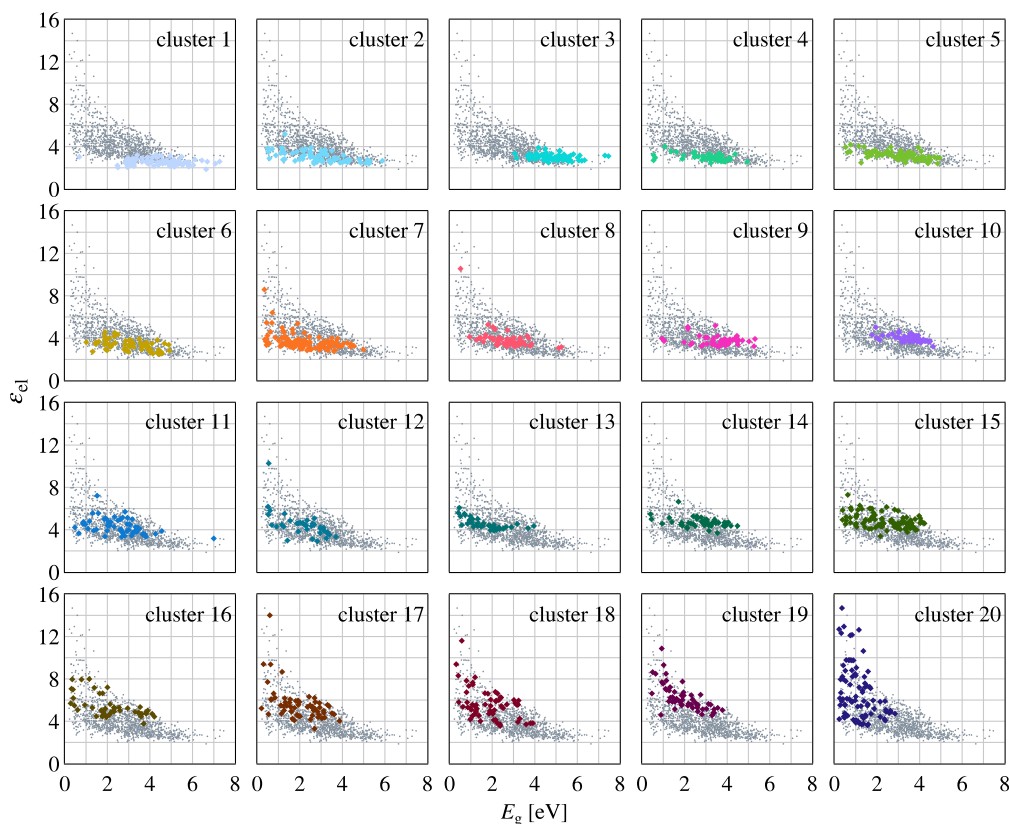 16 12 8 4 0
cluster 1 cluster 2 cluster 3 cluster 4 cluster 5
16 12 8 4 0
cluster 6 cluster 7 cluster 8 cluster 9 cluster 10
εel
16 12 8 4 0
cluster 11 cluster 12 cluster 13 cluster 14 cluster 15
16 12 8 4 0
cluster 16 cluster 17 cluster 18 cluster 19 cluster 20
0 2 4 6 8 0 2 4 6 8 0 2 4 6 8 0 2 4 6 8 0 2 4 6 8
Eg [eV]